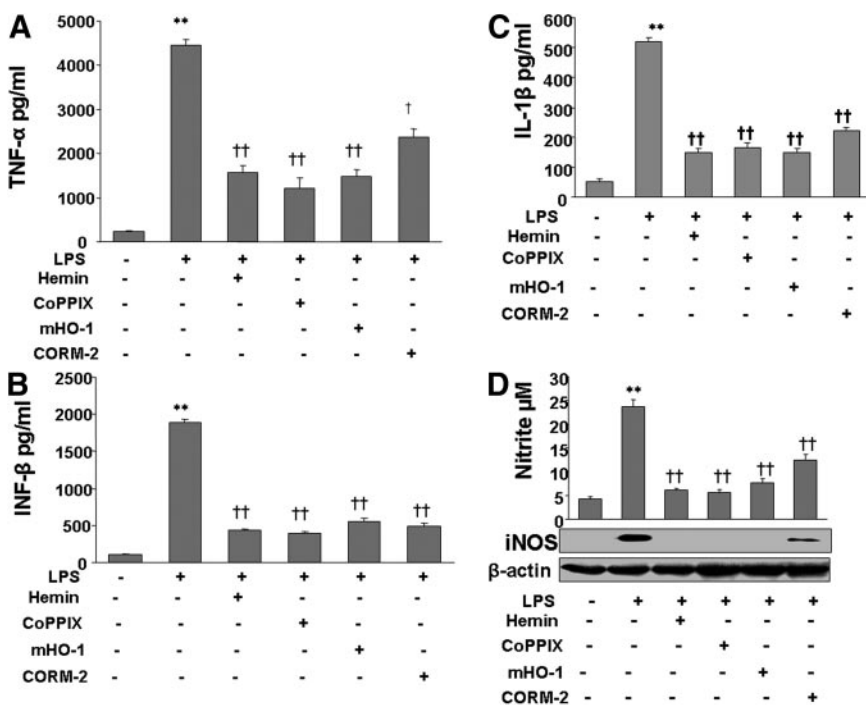 A
TNF-α pg/ml
5000
4000
3000
2000
1000
0
** †† †† †† †
LPS - + + + + +
Hemin - - + - - -
CoPPIX - - - + - -
mHO-1 - - - - + -
CORM-2 - - - - - +
B
INF-β pg/ml
2500
2000
1500
1000
500
0
** †† †† †† ††
LPS - + + + + +
Hemin - - + - - -
CoPPIX - - - + - -
mHO-1 - - - - + -
CORM-2 - - - - - +
C
IL-1β pg/ml
600
500
400
300
200
100
0
** †† †† †† ††
LPS - + + + + +
Hemin - - + - - -
CoPPIX - - - + - -
mHO-1 - - - - + -
CORM-2 - - - - - +
D
Nitrite µM
30
25
20
15
10
5
0
** †† †† †† ††
iNOS
β-actin
LPS - + + + + +
Hemin - - + - - -
CoPPIX - - - + - -
mHO-1 - - - - + -
CORM-2 - - - - - +